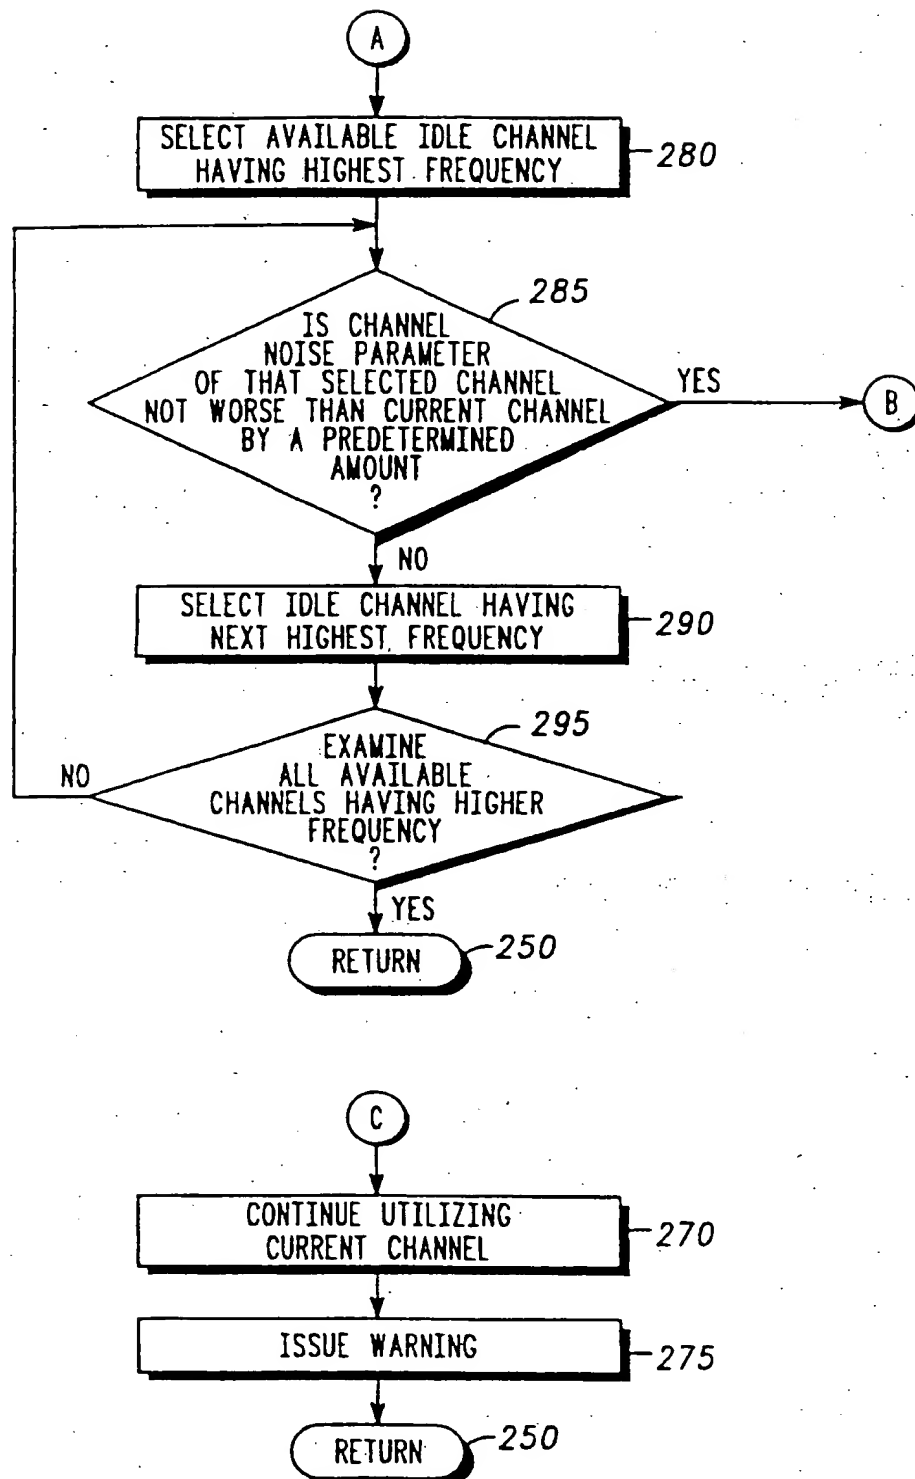 A
SELECT AVAILABLE IDLE CHANNEL
HAVING HIGHEST FREQUENCY
280
285
IS CHANNEL
NOISE PARAMETER
OF THAT SELECTED CHANNEL
NOT WORSE THAN CURRENT CHANNEL
BY A PREDETERMINED
AMOUNT
?
YES
B
NO
SELECT IDLE CHANNEL HAVING
NEXT HIGHEST FREQUENCY
290
295
EXAMINE
ALL AVAILABLE
CHANNELS HAVING HIGHER
FREQUENCY
?
NO
YES
RETURN
250
C
CONTINUE UTILIZING
CURRENT CHANNEL
270
ISSUE WARNING
275
RETURN
250